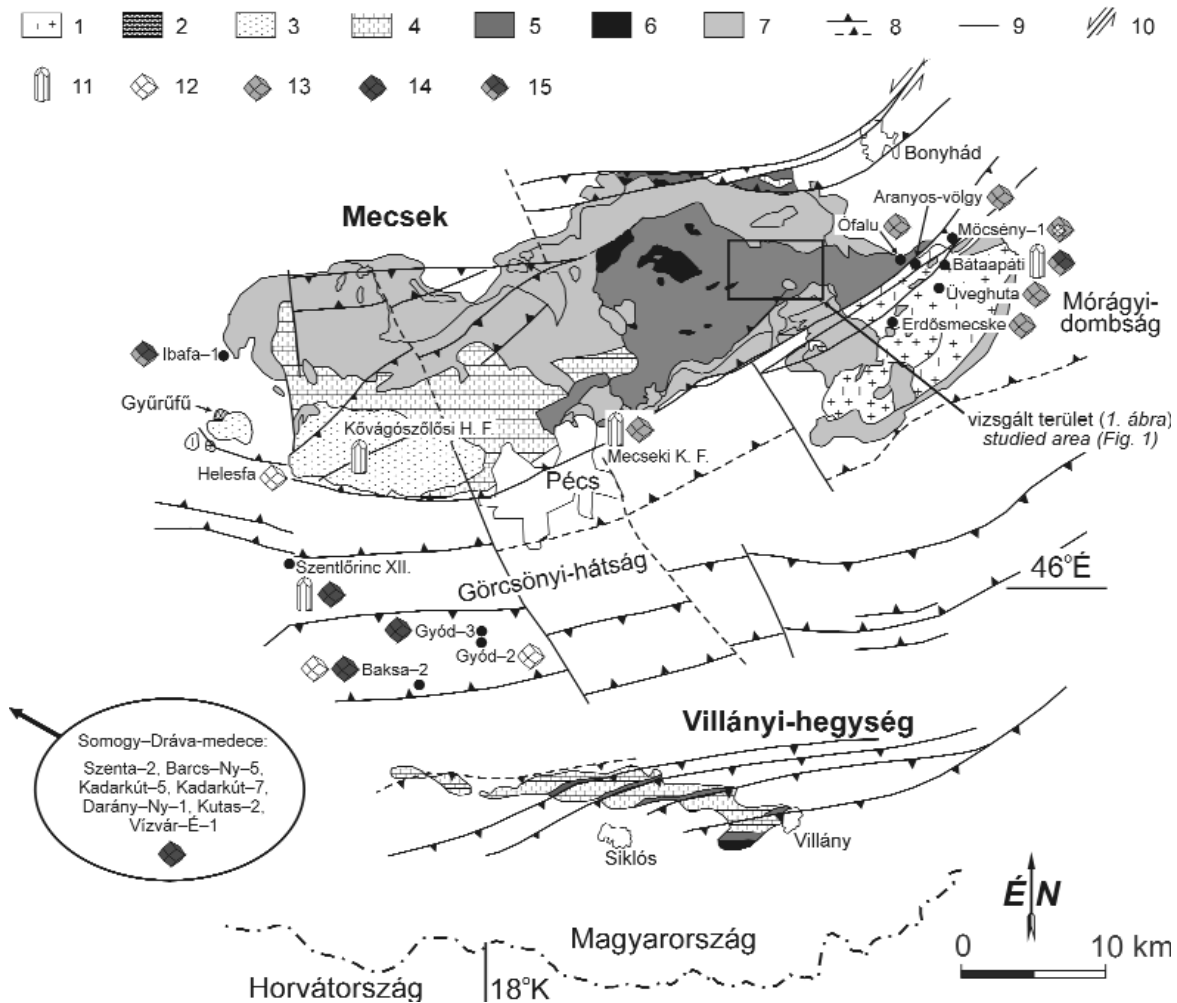 1 2 3 4 5 6 7 8 9 10
11 12 13 14 15
Bonyhád
Mecsek
Aranyos-völgy
Ófalu
Möcsény–1
Bátaapáti
Üveghuta
Mórágyi-
dombság
Erdősmecske
Ibafa–1
Gyűrűfű
Kővágószőlősi H. F.
vizsgált terület (1. ábra)
studied area (Fig. 1)
Mecseki K. F.
Helesfa
Pécs
Szentlőrinc XII.
Görcsönyi-hátság
46°É
Gyód–3
Gyód–2
Baksa–2
Villányi-hegység
Somogy–Dráva-medece:
Szenta–2, Barcs-Ny–5,
Kadarkút–5, Kadarkút–7,
Darány-Ny–1, Kutas–2,
Vízvár-É–1
Siklós
Villány
É N
Magyarország
0 10 km
Horvátország
18°K